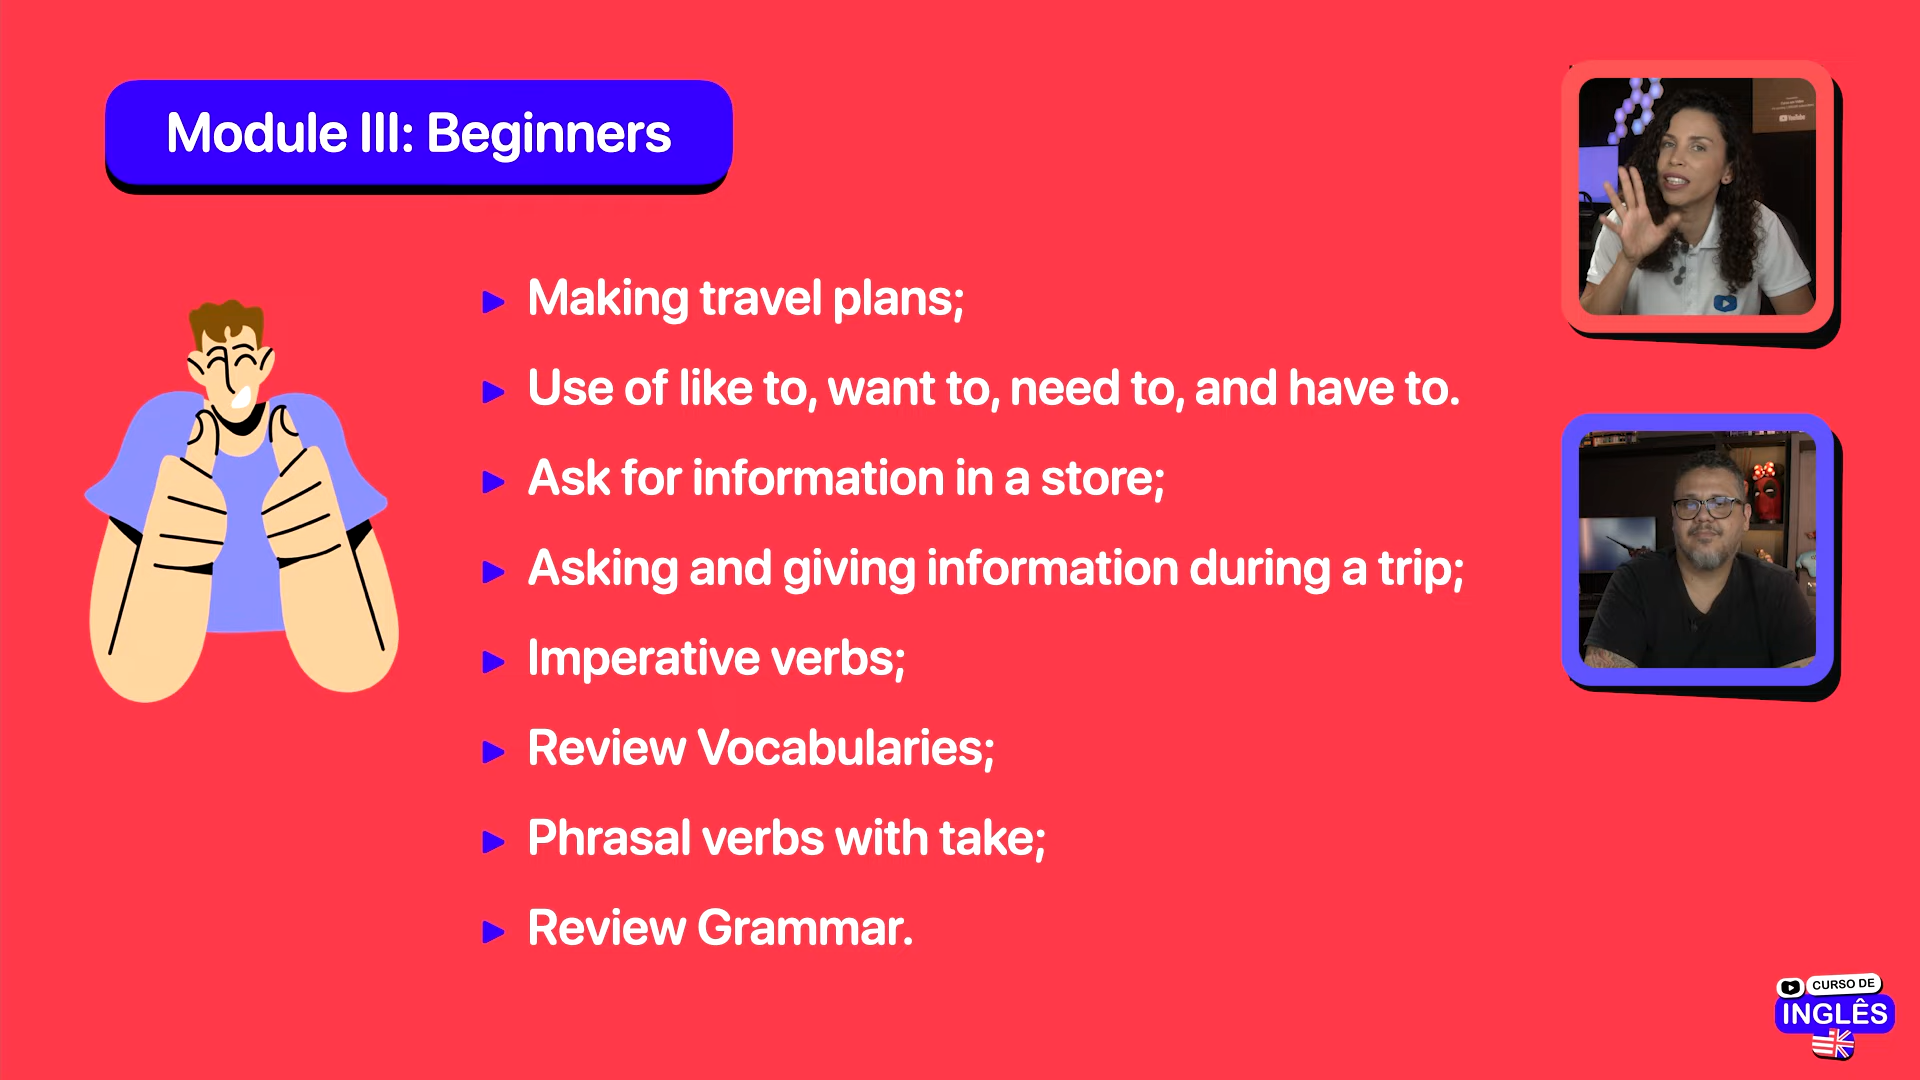 Module III: Beginners
Making travel plans;
Use of like to, want to, need to, and have to.
Ask for information in a store;
Asking and giving information during a trip;
Imperative verbs;
Review Vocabularies;
Phrasal verbs with take;
Review Grammar.
YouTube
CURSO DE
INGLÊS